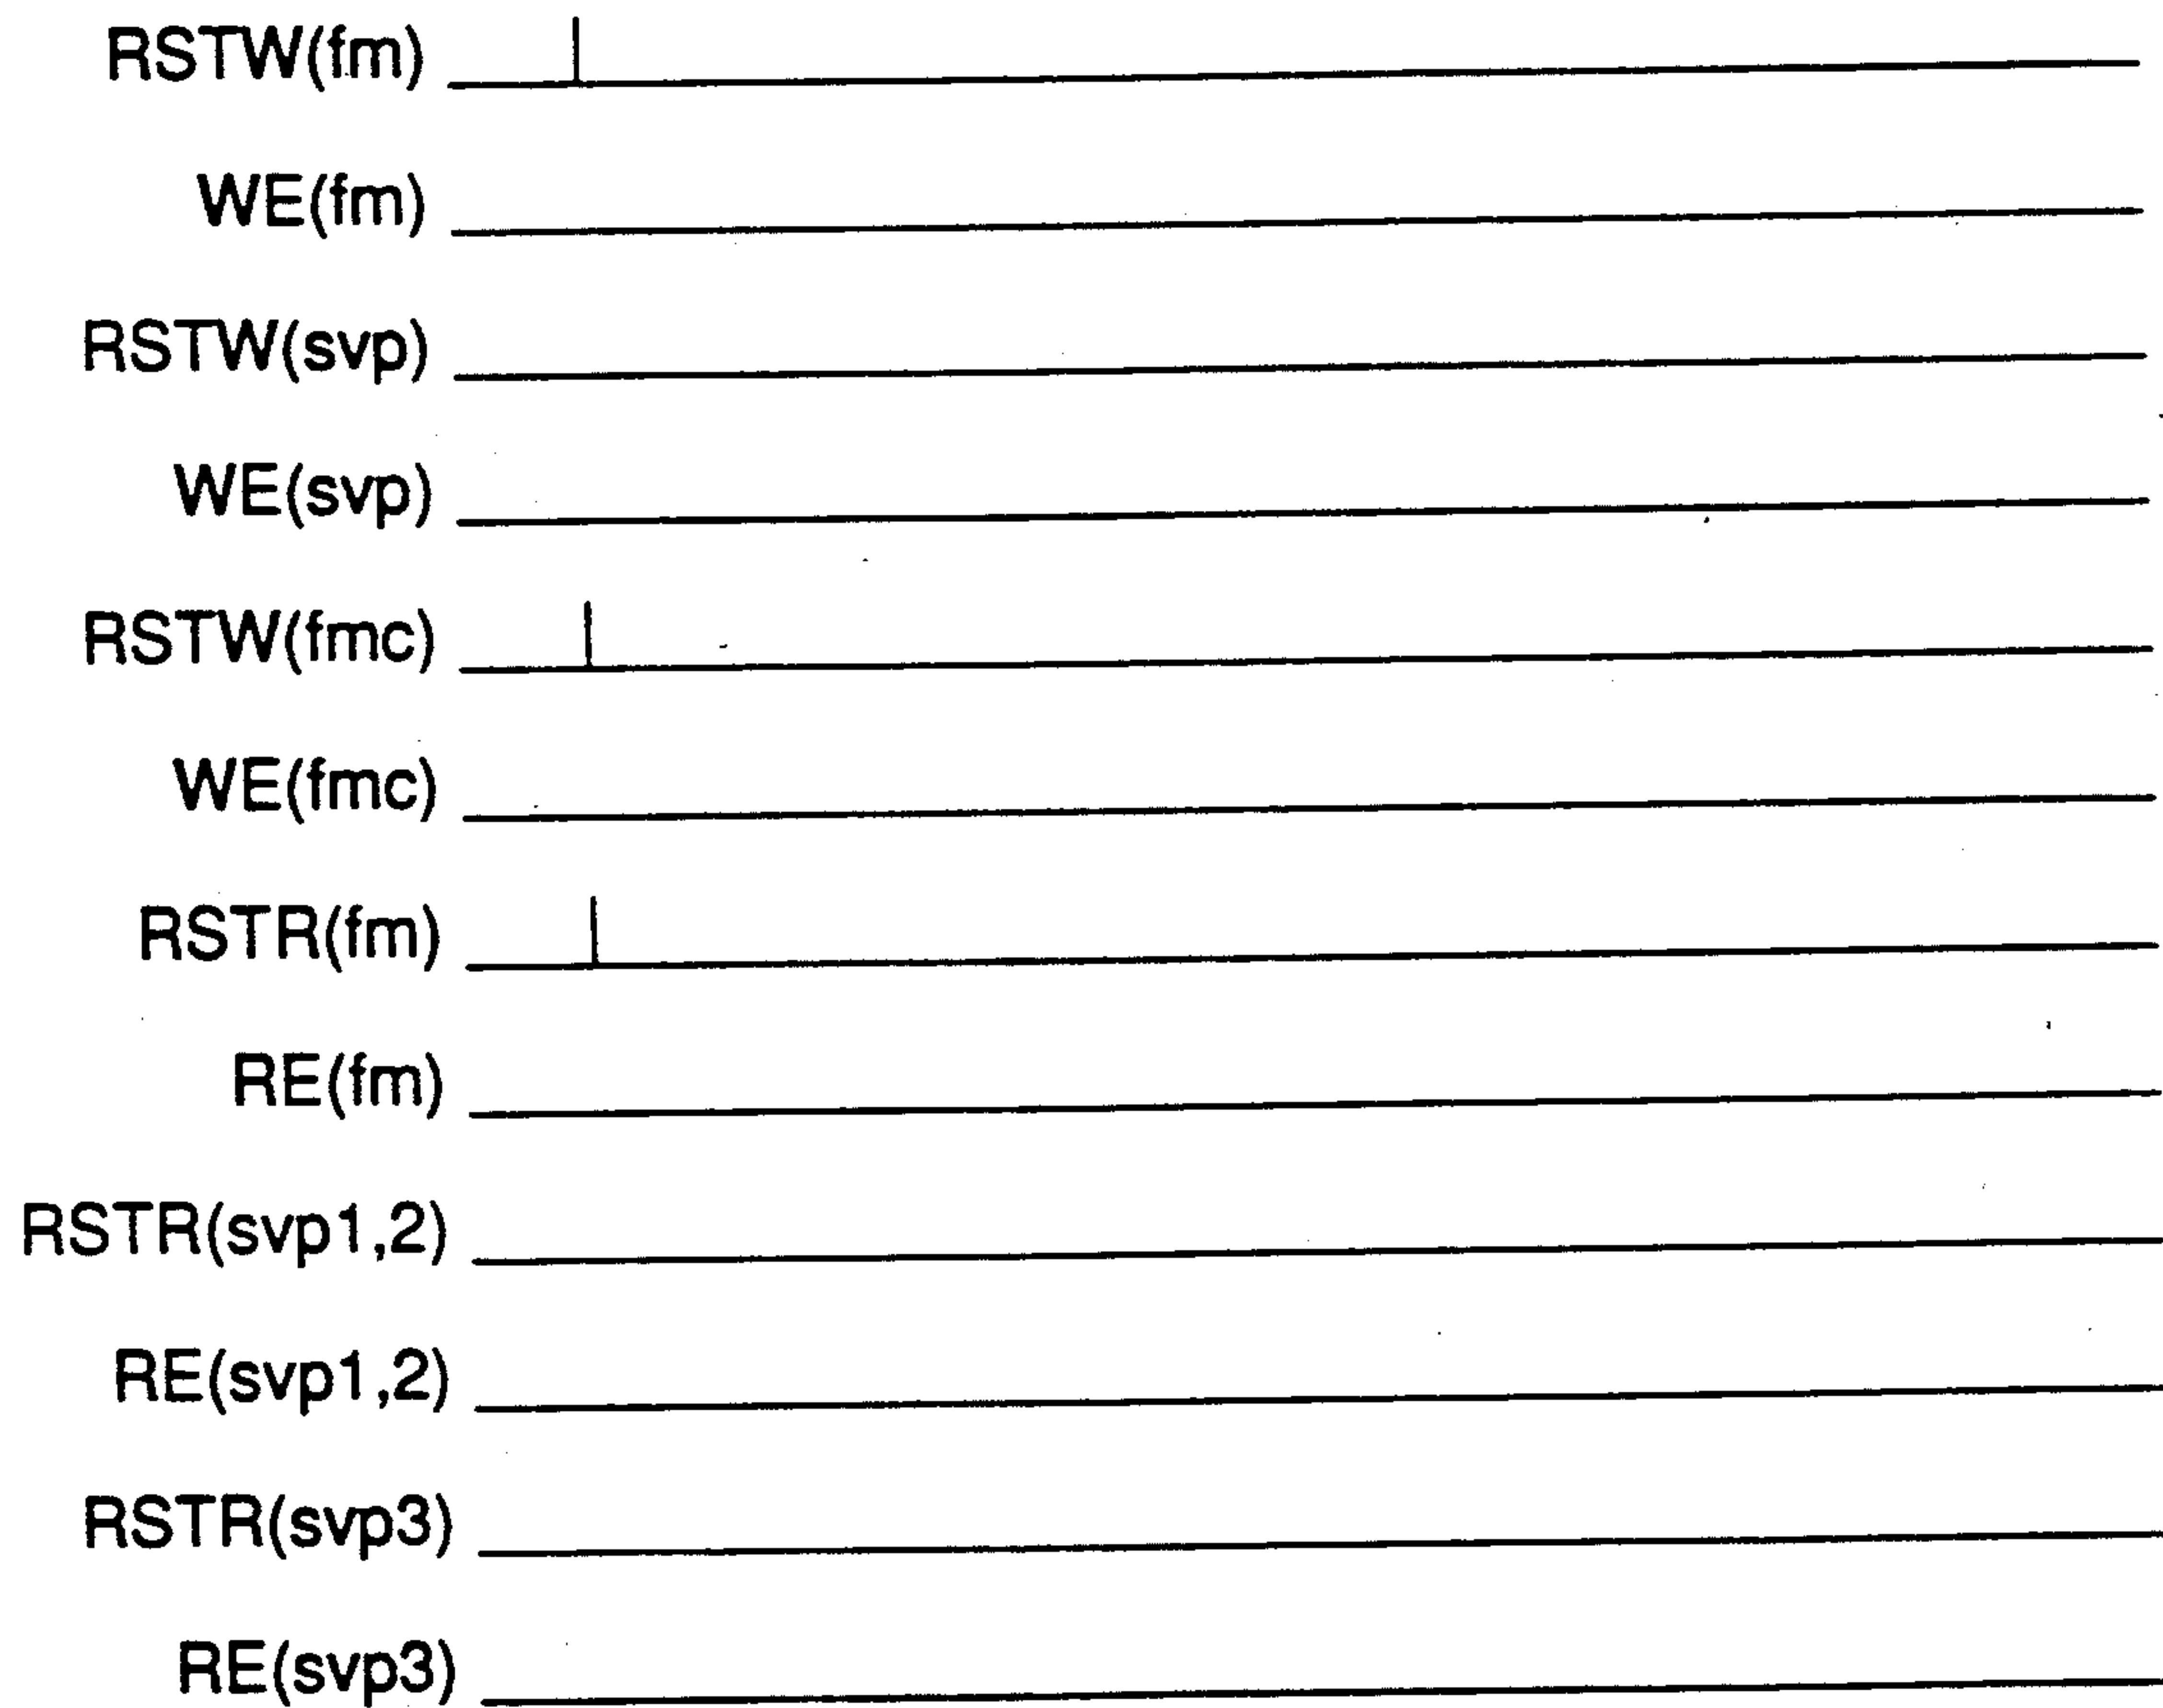 RSTW(fm)
WE(fm)
RSTW(svp)
WE(svp)
RSTW(fmc)
WE(fmc)
RSTR(fm)
RE(fm)
RSTR(svp1,2)
RE(svp1,2)
RSTR(svp3)
RE(svp3)